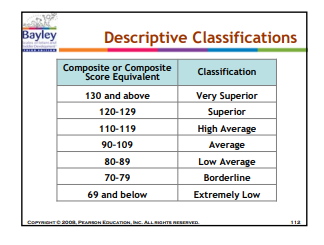 Bayley
Descriptive Classifications
Composite or Composite Score Equivalent
Classification
130 and above Very Superior
120-129 Superior
110-119 High Average
90-109 Average
80-89 Low Average
70-79 Borderline
69 and below Extremely Low
COPYRIGHT © 2008, PEARSON EDUCATION, INC. ALL RIGHTS RESERVED. 112